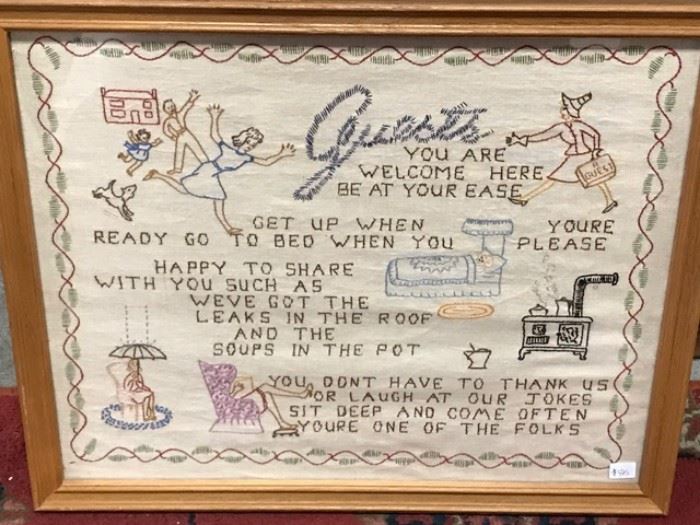 Guests
YOU ARE
WELCOME HERE
BE AT YOUR EASE
GUEST
GET UP WHEN YOURE
READY GO TO BED WHEN YOU PLEASE
HAPPY TO SHARE
WITH YOU SUCH AS
WEVE GOT THE
LEAKS IN THE ROOF
AND THE
SOUPS IN THE POT
YOU DONT HAVE TO THANK US
OR LAUGH AT OUR JOKES
SIT DEEP AND COME OFTEN
YOURE ONE OF THE FOLKS